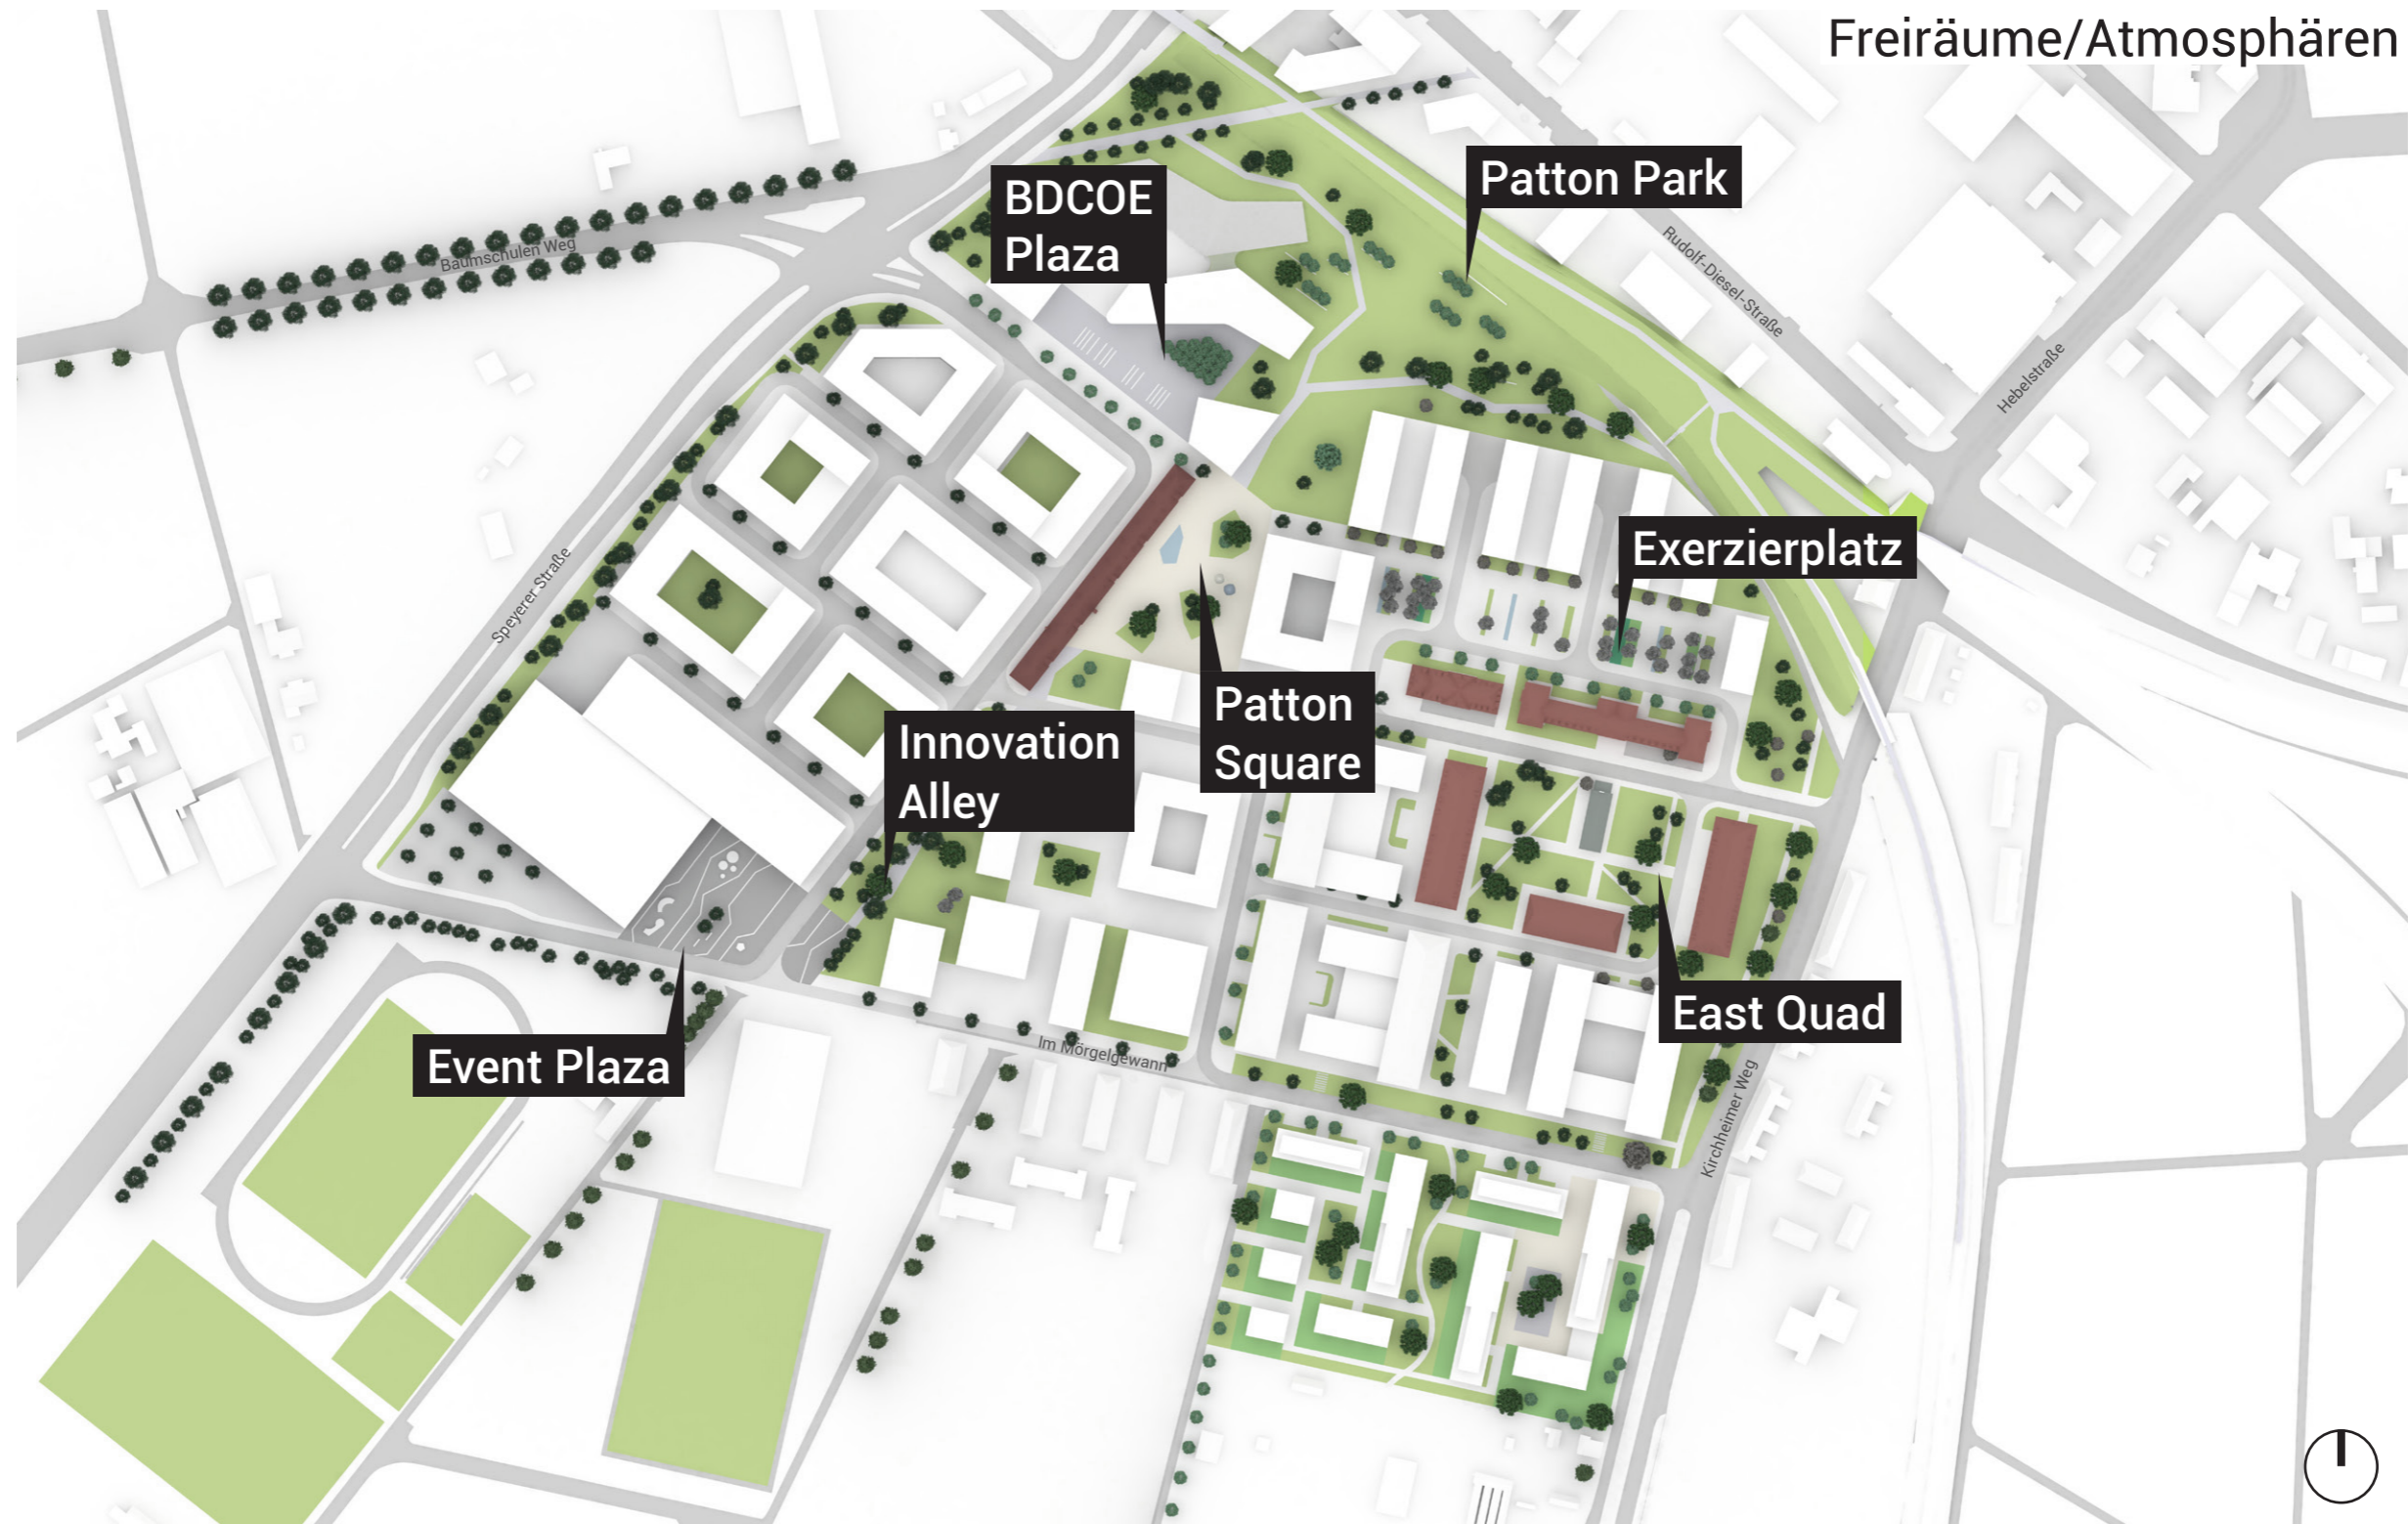 Freiräume/Atmosphären
Patton Park
BDCOE
Plaza
Baumschulen Weg
Rudolf-Diesel-Straße
Hebelstraße
Exerzierplatz
Speyerer Straße
Patton
Square
Innovation
Alley
East Quad
Event Plaza
Im Mörgelgewann
Kirchheimer Weg